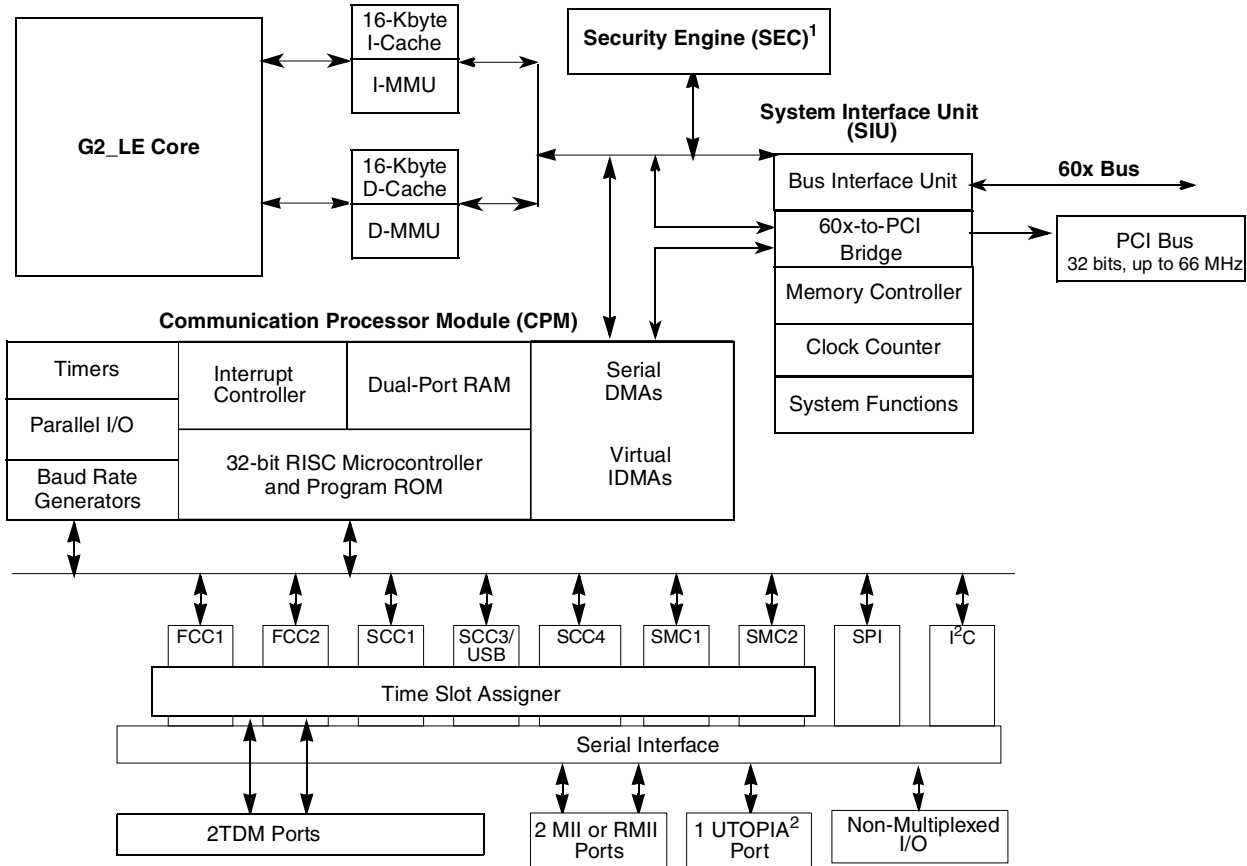 16-Kbyte
I-Cache
I-MMU
Security Engine (SEC)1
G2_LE Core
16-Kbyte
D-Cache
D-MMU
System Interface Unit
(SIU)
Bus Interface Unit
60x Bus
60x-to-PCI
Bridge
PCI Bus
32 bits, up to 66 MHz
Memory Controller
Clock Counter
System Functions
Communication Processor Module (CPM)
Timers
Parallel I/O
Baud Rate
Generators
Interrupt
Controller
Dual-Port RAM
32-bit RISC Microcontroller
and Program ROM
Serial
DMAs
Virtual
IDMAs
FCC1
FCC2
SCC1
SCC3/
USB
SCC4
SMC1
SMC2
SPI
I2C
Time Slot Assigner
Serial Interface
2TDM Ports
2 MII or RMII
Ports
1 UTOPIA2
Port
Non-Multiplexed
I/O